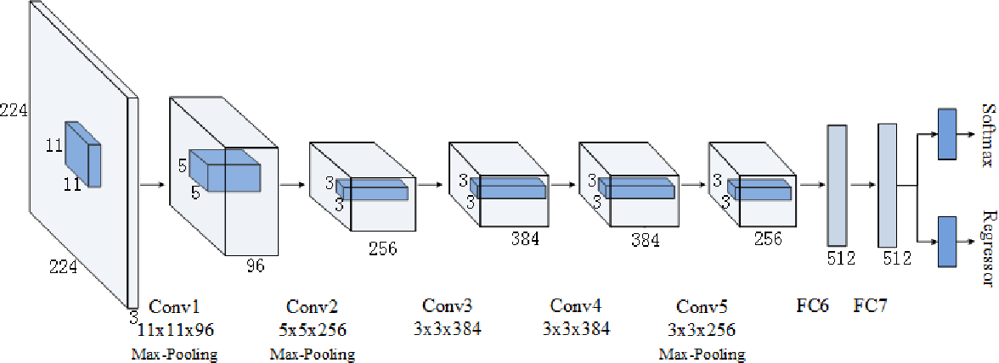 224
11
11
224
3
5
5
96
3
3
256
3
3
384
3
3
384
3
3
256
512
512
Softmax
Regressor
Conv1
11x11x96
Max-Pooling
Conv2
5x5x256
Max-Pooling
Conv3
3x3x384
Conv4
3x3x384
Conv5
3x3x256
Max-Pooling
FC6
FC7